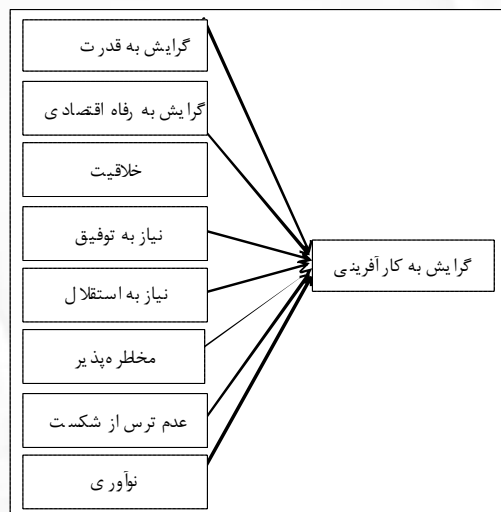 گرایش به قدرت
گرایش به رفاه اقتصادی
خلاقیت
نیاز به توفیق
گرایش به کارآفرینی
نیاز به استقلال
مخاطره‌پذیر
عدم ترس از شکست
نوآوری